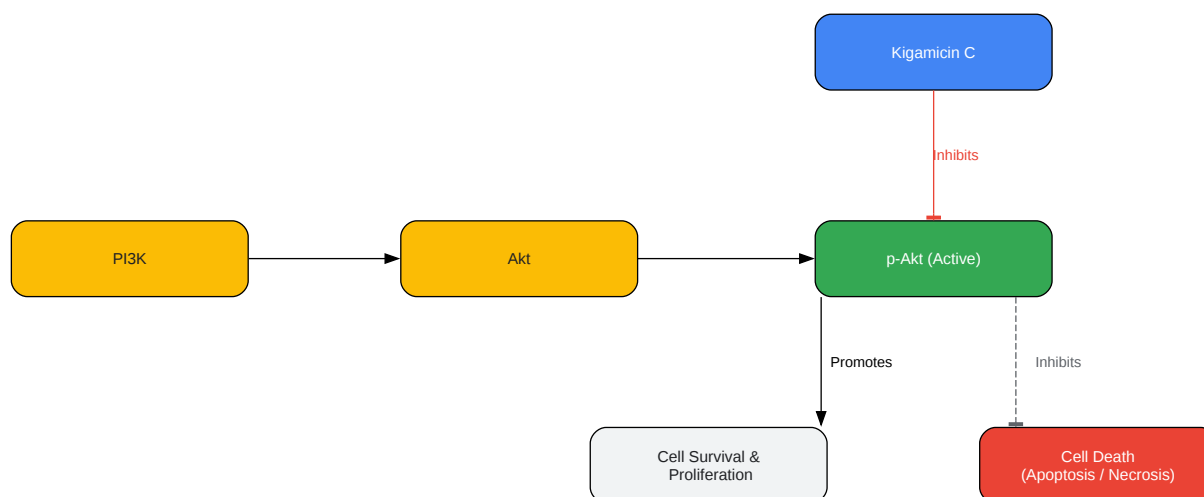 Kigamicin C
Inhibits
PI3K
Akt
p-Akt (Active)
Promotes
Inhibits
Cell Survival &
Proliferation
Cell Death
(Apoptosis / Necrosis)